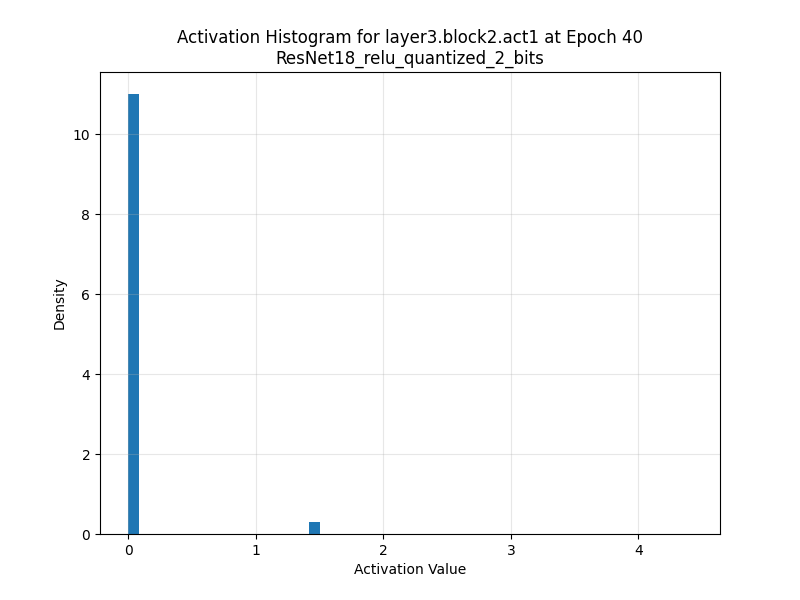 Activation Histogram for layer3.block2.act1 at Epoch 40
ResNet18_relu_quantized_2_bits
10
8
6
4
2
0
Density
0 1 2 3 4
Activation Value